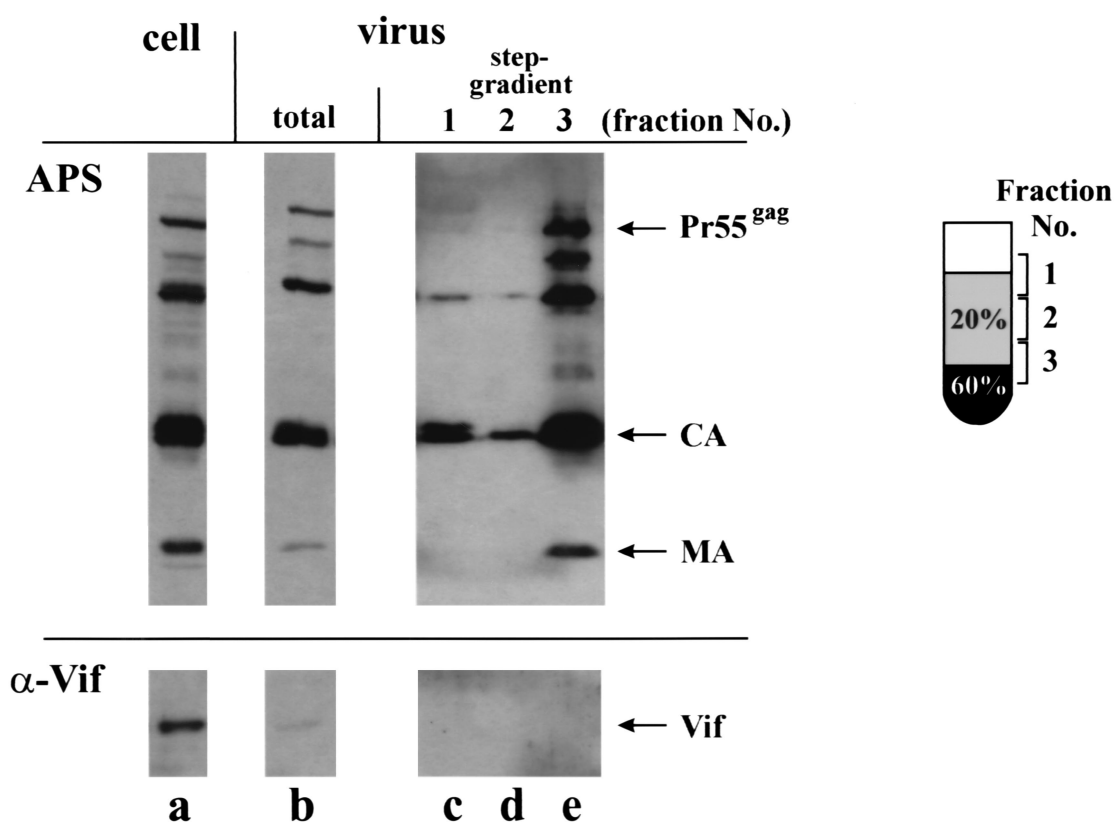 cell virus
step-
gradient
total 1 2 3 (fraction No.)
APS
Pr55gag
CA
MA
α-Vif
Vif
a b c d e
Fraction
No.
1
20% 2
3
60%